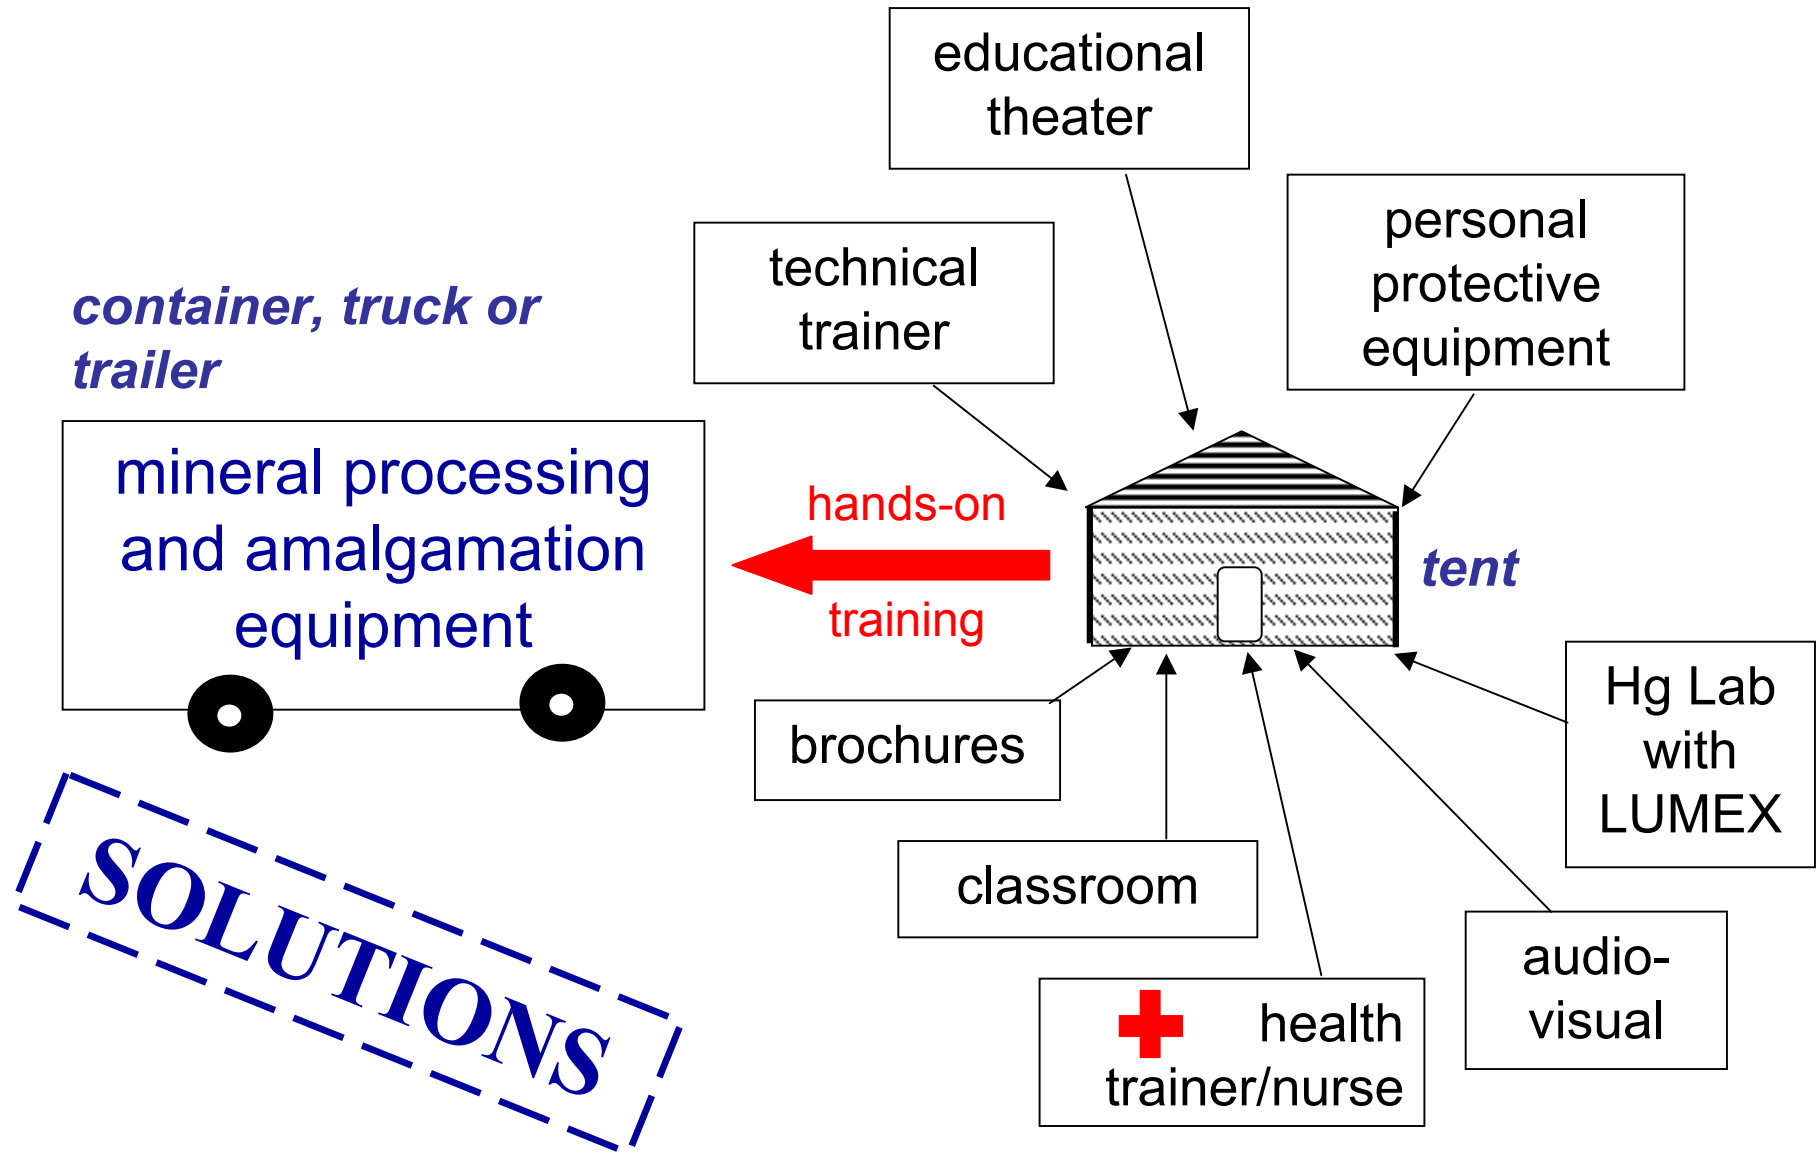 educational
theater
personal
protective
equipment
technical
trainer
container, truck or
trailer
mineral processing
and amalgamation
equipment
hands-on
training
tent
Hg Lab
with
LUMEX
brochures
classroom
audio-
visual
health
trainer/nurse
SOLUTIONS